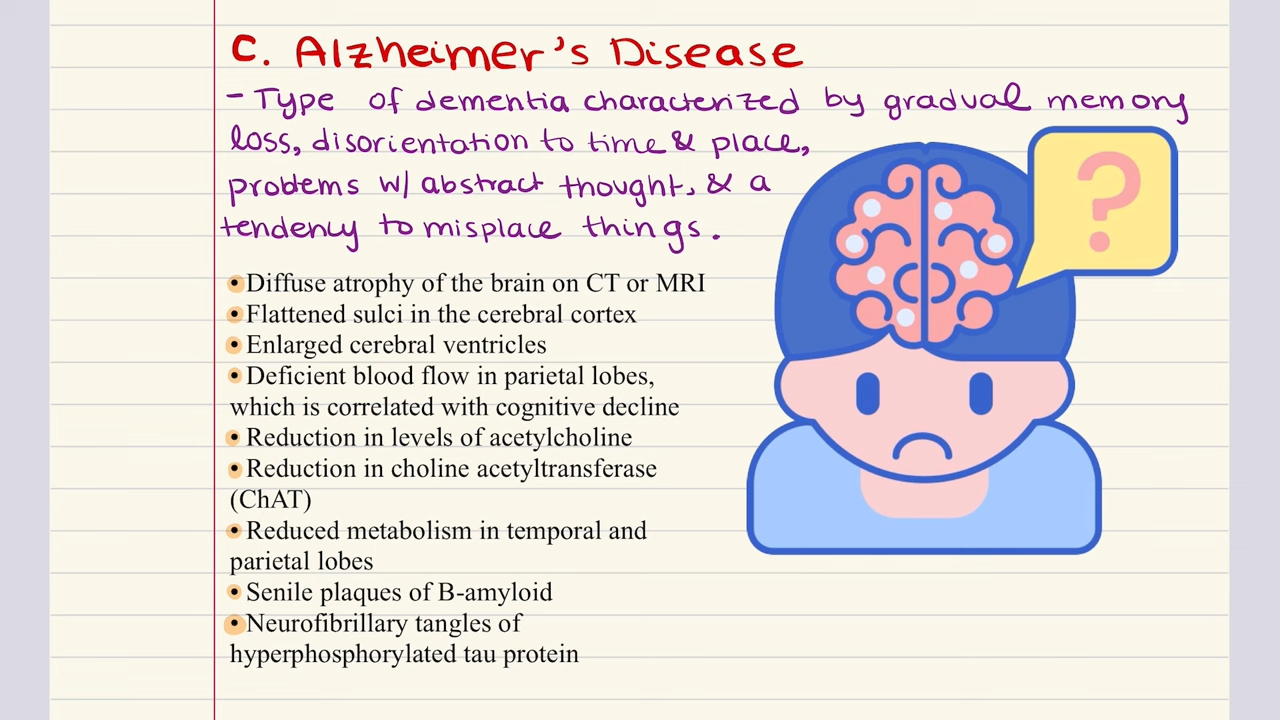 C. Alzheimer's Disease
- Type of dementia characterized by gradual memory
loss, disorientation to time & place,
problems w/ abstract thought, & a
tendency to misplace things.
?
• Diffuse atrophy of the brain on CT or MRI
• Flattened sulci in the cerebral cortex
• Enlarged cerebral ventricles
• Deficient blood flow in parietal lobes,
which is correlated with cognitive decline
• Reduction in levels of acetylcholine
• Reduction in choline acetyltransferase
(ChAT)
• Reduced metabolism in temporal and
parietal lobes
• Senile plaques of B-amyloid
• Neurofibrillary tangles of
hyperphosphorylated tau protein